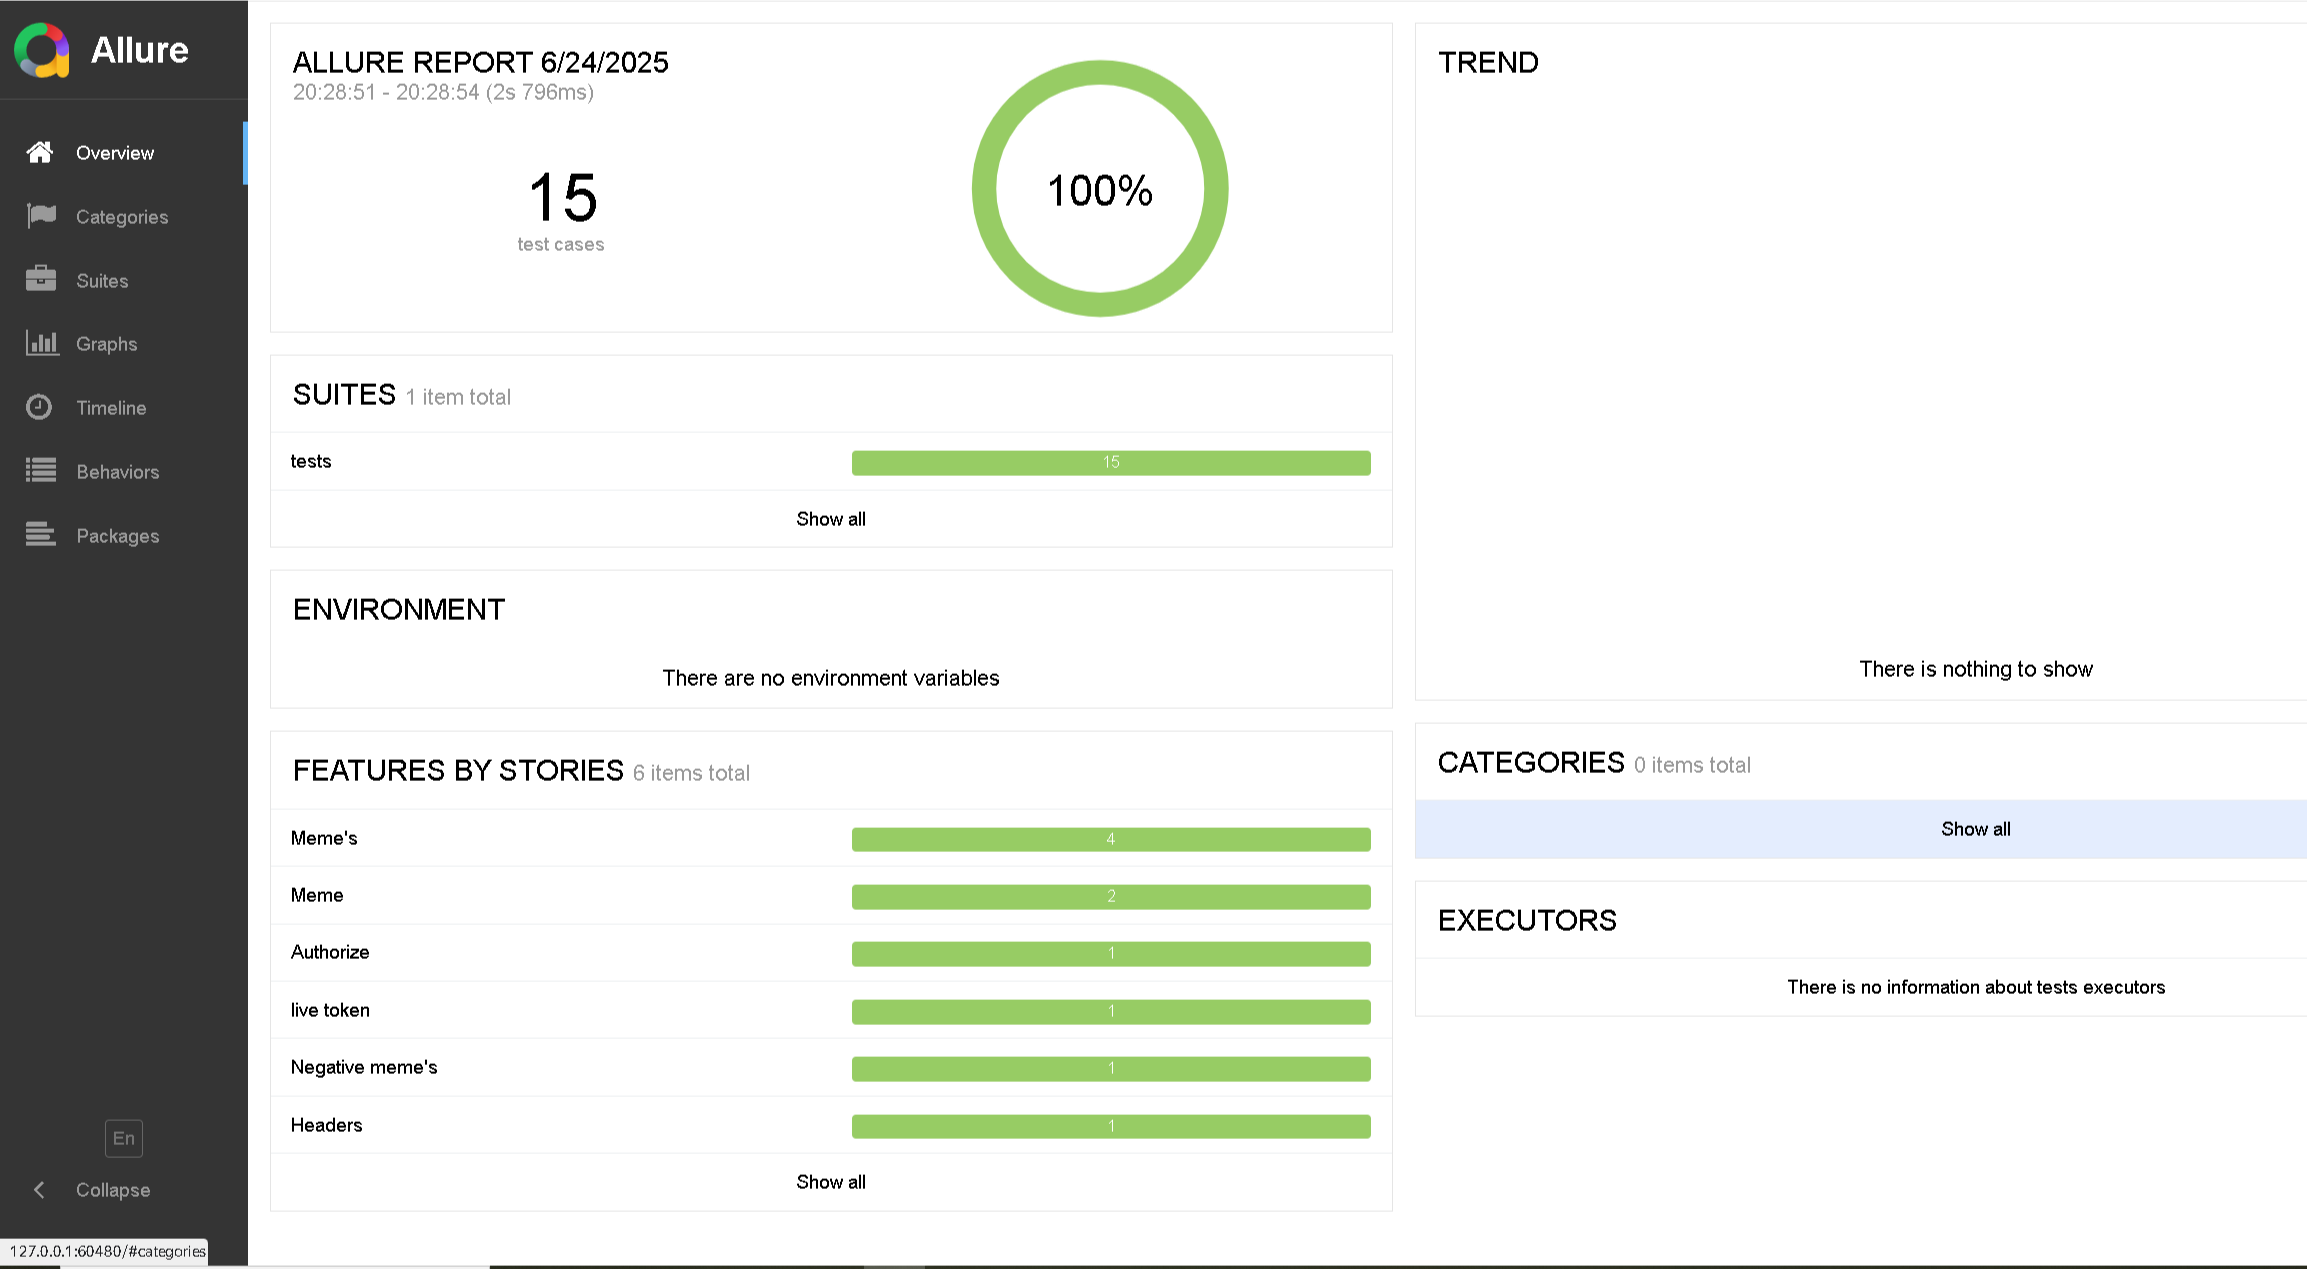 Allure
Overview
Categories
Suites
Graphs
Timeline
Behaviors
Packages
En
Collapse
127.0.0.1:60480/#categories
ALLURE REPORT 6/24/2025
20:28:51 - 20:28:54 (2s 796ms)
15
test cases
100%
SUITES 1 item total
tests 15
Show all
ENVIRONMENT
There are no environment variables
FEATURES BY STORIES 6 items total
Meme's 4
Meme 2
Authorize 1
live token 1
Negative meme's 1
Headers 1
Show all
TREND
There is nothing to show
CATEGORIES 0 items total
Show all
EXECUTORS
There is no information about tests executors